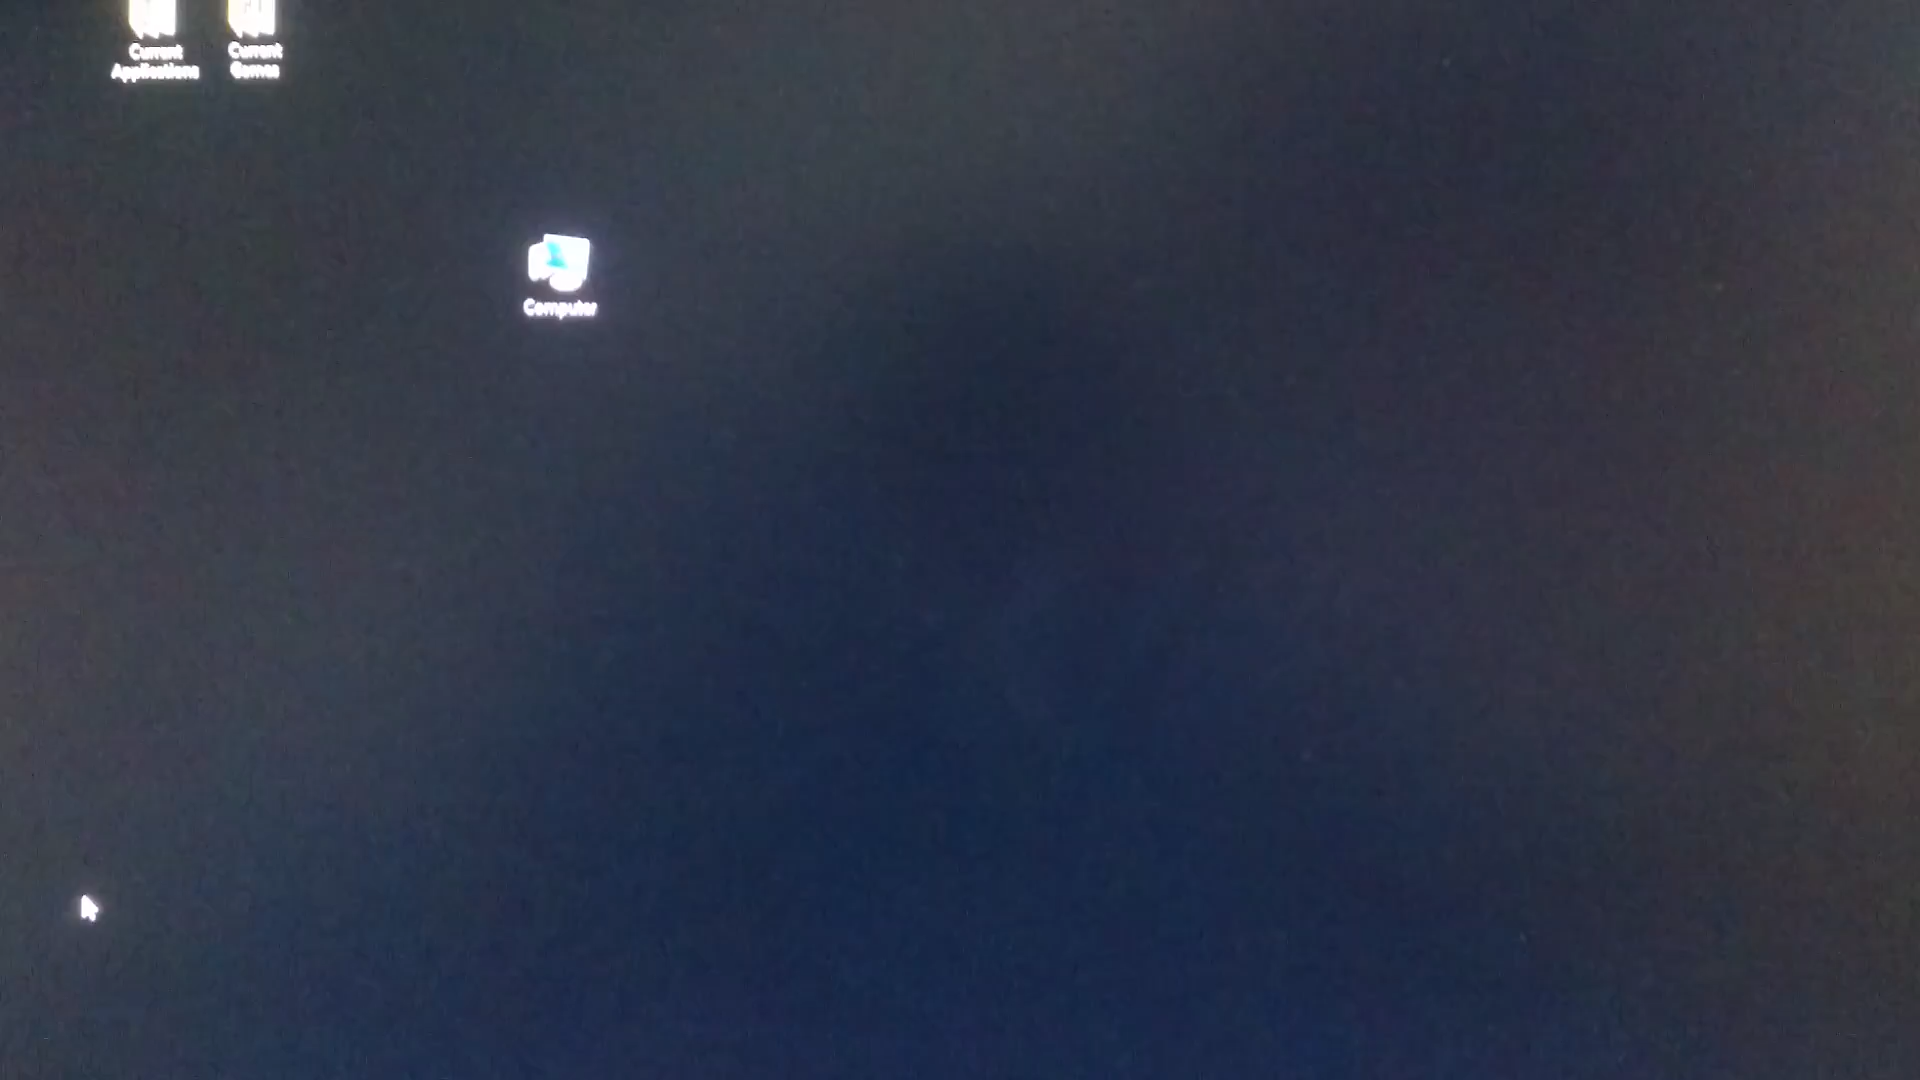 Current
Applications
Current
Games
Computer